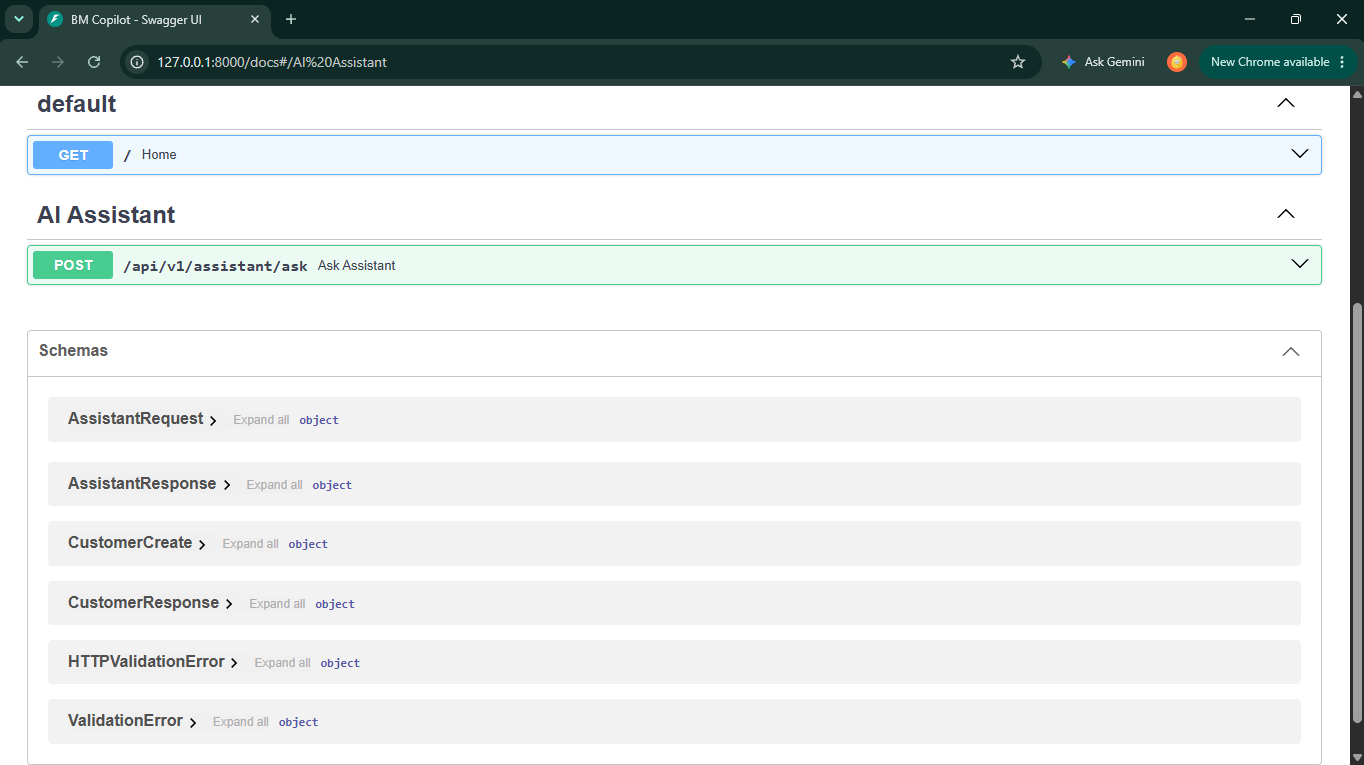 BM Copilot - Swagger UI
127.0.0.1:8000/docs#/AI%20Assistant
Ask Gemini
New Chrome available
default
GET / Home
AI Assistant
POST /api/v1/assistant/ask Ask Assistant
Schemas
AssistantRequest Expand all object
AssistantResponse Expand all object
CustomerCreate Expand all object
CustomerResponse Expand all object
HTTPValidationError Expand all object
ValidationError Expand all object